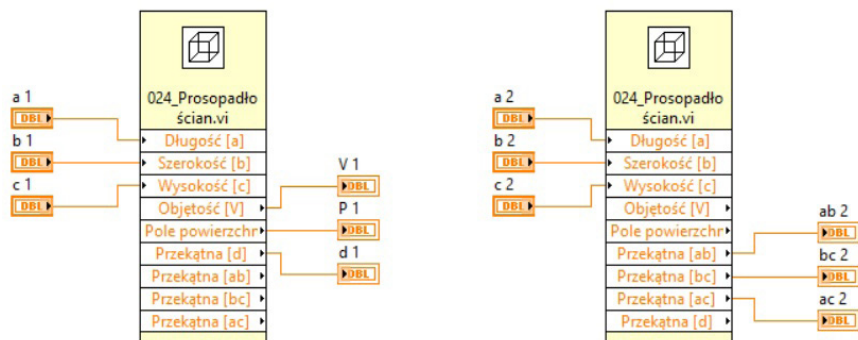 024_Prosopadło
ścian.vi
a 1
DBL
b 1
DBL
c 1
DBL
Długość [a]
Szerokość [b]
Wysokość [c]
Objętość [V]
Pole powierzchr
Przekątna [d]
Przekątna [ab]
Przekątna [bc]
Przekątna [ac]
V 1
DBL
P 1
DBL
d 1
DBL
024_Prosopadło
ścian.vi
a 2
DBL
b 2
DBL
c 2
DBL
Długość [a]
Szerokość [b]
Wysokość [c]
Objętość [V]
Pole powierzchr
Przekątna [ab]
Przekątna [bc]
Przekątna [ac]
Przekątna [d]
ab 2
DBL
bc 2
DBL
ac 2
DBL